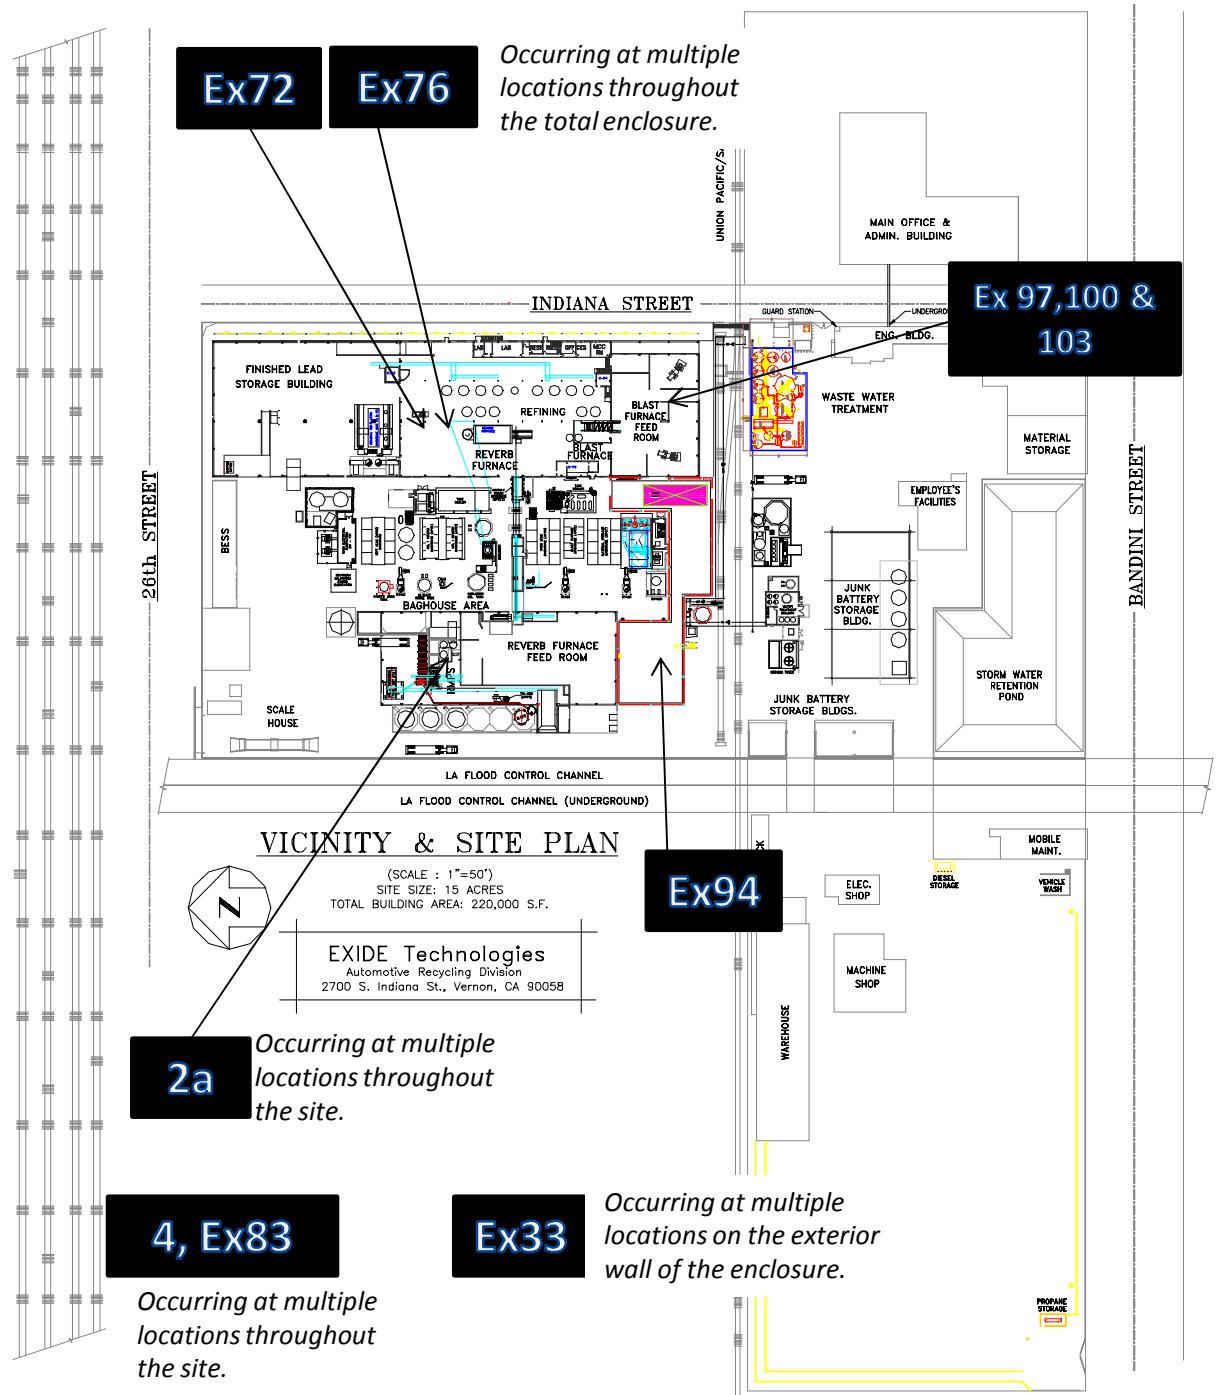 Ex72
Ex76
Occurring at multiple
locations throughout
the total enclosure.
UNION PACIFIC/S
MAIN OFFICE &
ADMIN. BUILDING
Ex 97,100 &
103
INDIANA STREET
GUARD STATION
UNDERGR
ENG. BLDG.
LAB
LAB
OFFICES
MCC
RM
FINISHED LEAD
STORAGE BUILDING
REFINING
BLAST
FURNACE
FEED
ROOM
WASTE WATER
TREATMENT
REVERB
FURNACE
BLAST
FURNACE
MATERIAL
STORAGE
26th STREET
BESS
EMPLOYEE'S
FACILITIES
BANDINI STREET
BAGHOUSE AREA
JUNK
BATTERY
STORAGE
BLDG.
REVERB FURNACE
FEED ROOM
STORM WATER
RETENTION
POND
SCALE
HOUSE
JUNK BATTERY
STORAGE BLDGS.
LA FLOOD CONTROL CHANNEL
LA FLOOD CONTROL CHANNEL (UNDERGROUND)
VICINITY & SITE PLAN
(SCALE : 1"=50')
SITE SIZE: 15 ACRES
TOTAL BUILDING AREA: 220,000 S.F.
N
EXIDE Technologies
Automotive Recycling Division
2700 S. Indiana St., Vernon, CA 90058
Ex94
CK
MOBILE
MAINT.
ELEC.
SHOP
DIESEL
STORAGE
VEHICLE
WASH
MACHINE
SHOP
WAREHOUSE
2a
Occurring at multiple
locations throughout
the site.
4, Ex83
Occurring at multiple
locations throughout
the site.
Ex33
Occurring at multiple
locations on the exterior
wall of the enclosure.
PROPANE
STORAGE